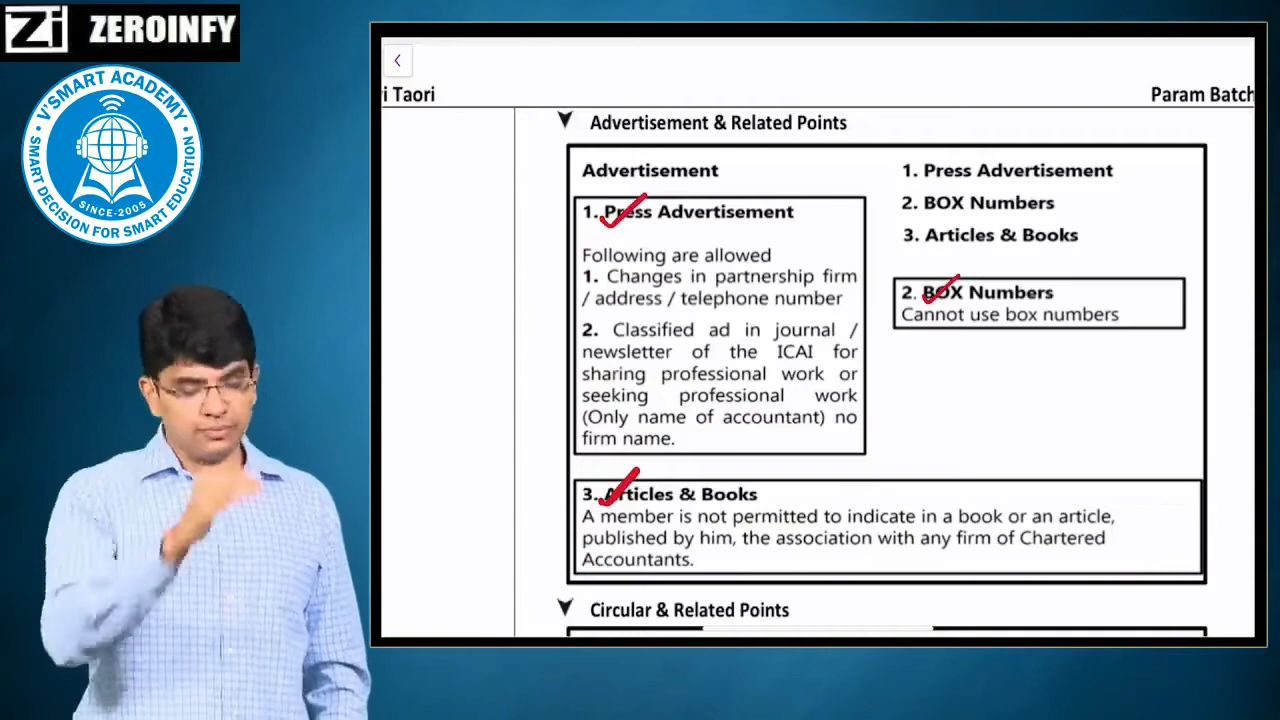 Zi ZEROINFY
V'SMART ACADEMY
SMART DECISION FOR SMART EDUCATION
SINCE-2005
i Taori
Param Batch
Advertisement & Related Points
Advertisement
1. Press Advertisement
Following are allowed
1. Changes in partnership firm
/ address / telephone number
2. Classified ad in journal /
newsletter of the ICAI for
sharing professional work or
seeking professional work
(Only name of accountant) no
firm name.
1. Press Advertisement
2. BOX Numbers
3. Articles & Books
2. BOX Numbers
Cannot use box numbers
3. Articles & Books
A member is not permitted to indicate in a book or an article,
published by him, the association with any firm of Chartered
Accountants.
Circular & Related Points